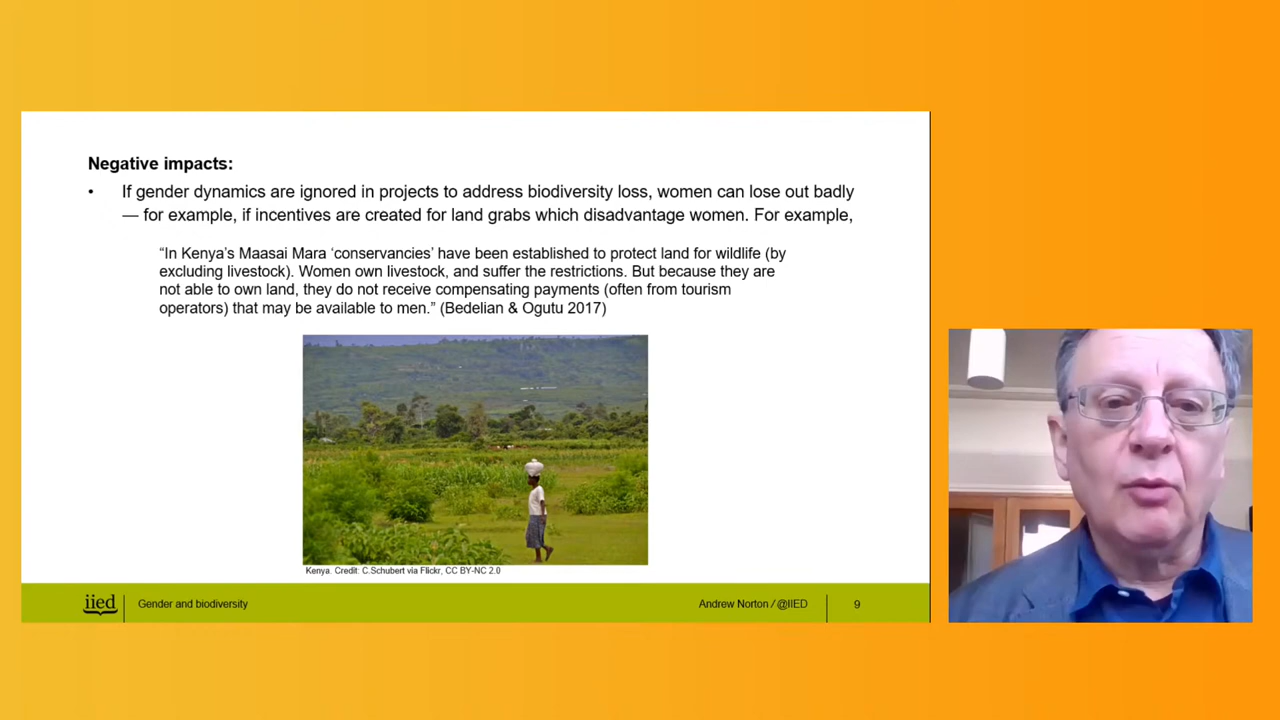 Negative impacts:
• If gender dynamics are ignored in projects to address biodiversity loss, women can lose out badly
— for example, if incentives are created for land grabs which disadvantage women. For example,
“In Kenya’s Maasai Mara ‘conservancies’ have been established to protect land for wildlife (by
excluding livestock). Women own livestock, and suffer the restrictions. But because they are
not able to own land, they do not receive compensating payments (often from tourism
operators) that may be available to men.” (Bedelian & Ogutu 2017)
Kenya. Credit: C.Schubert via Flickr, CC BY-NC 2.0
iied
Gender and biodiversity
Andrew Norton / @IIED
9